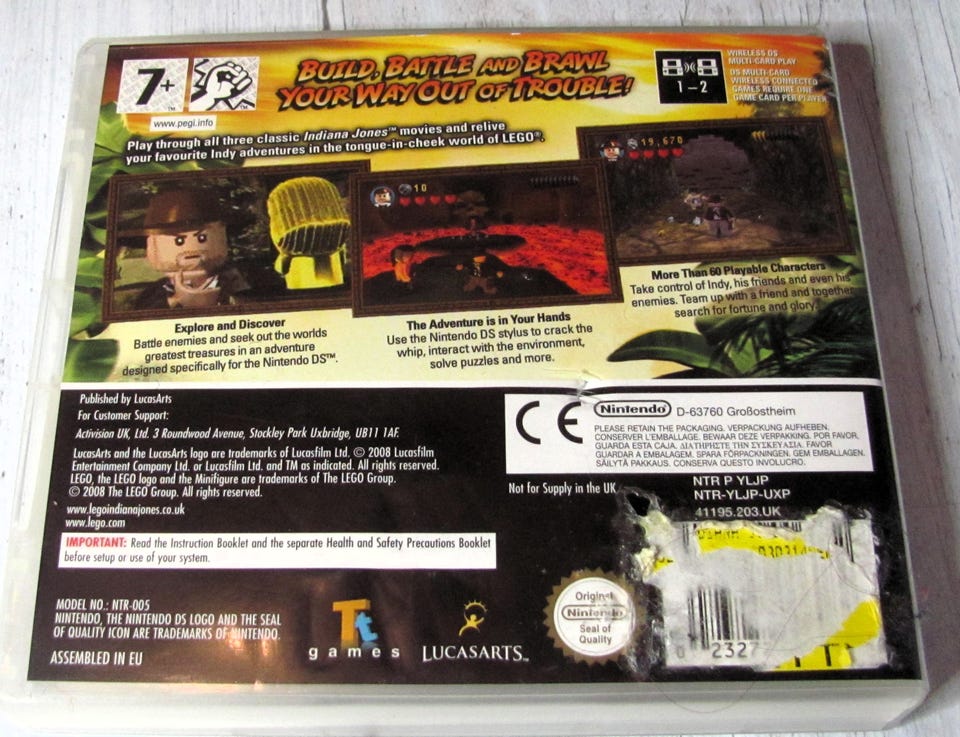 7+
www.pegi.info
BUILD, BATTLE AND BRAWL
YOUR WAY OUT OF TROUBLE!
1-2
WIRELESS DS
MULTI-CARD PLAY
DS MULTI-CARD
WIRELESS CONNECTED
GAMES REQUIRE ONE
GAME CARD PER PLAYER
Play through all three classic Indiana Jones™ movies and relive
your favourite Indy adventures in the tongue-in-cheek world of LEGO®.
10
19,670
Explore and Discover
Battle enemies and seek out the worlds
greatest treasures in an adventure
designed specifically for the Nintendo DS™.
The Adventure is in Your Hands
Use the Nintendo DS stylus to crack the
whip, interact with the environment,
solve puzzles and more.
More Than 60 Playable Characters
Take control of Indy, his friends and even his
enemies. Team up with a friend and together
search for fortune and glory.
Published by LucasArts
For Customer Support:
Activision UK, Ltd. 3 Roundwood Avenue, Stockley Park Uxbridge, UB11 1AF.
LucasArts and the LucasArts logo are trademarks of Lucasfilm Ltd. © 2008 Lucasfilm
Entertainment Company Ltd. or Lucasfilm Ltd. and TM as indicated. All rights reserved.
LEGO, the LEGO logo and the Minifigure are trademarks of The LEGO Group.
© 2008 The LEGO Group. All rights reserved.
www.legoindianajones.co.uk
www.lego.com
IMPORTANT: Read the Instruction Booklet and the separate Health and Safety Precautions Booklet
before setup or use of your system.
CE
Nintendo D-63760 Großostheim
PLEASE RETAIN THE PACKAGING. VERPACKUNG AUFHEBEN.
CONSERVER L'EMBALLAGE. BEWAAR DEZE VERPAKKING. POR FAVOR,
GUARDA ESTA CAJA. ΔΙΑΤΗΡΗΣΤΕ ΤΗΝ ΣΥΣΚΕΥΑΣΙΑ. FAVOR
GUARDAR A EMBALAGEM. SPARA FÖRPACKNINGEN. GEM EMBALLAGEN.
SÄILYTÄ PAKKAUS. CONSERVA QUESTO INVOLUCRO.
Not for Supply in the UK
NTR P YLJP
NTR-YLJP-UXP
41195.203.UK
MODEL NO.: NTR-005
NINTENDO, THE NINTENDO DS LOGO AND THE SEAL
OF QUALITY ICON ARE TRADEMARKS OF NINTENDO.
ASSEMBLED IN EU
Tt
games
LUCASARTS™
Original
Nintendo
Seal of
Quality
0 2327